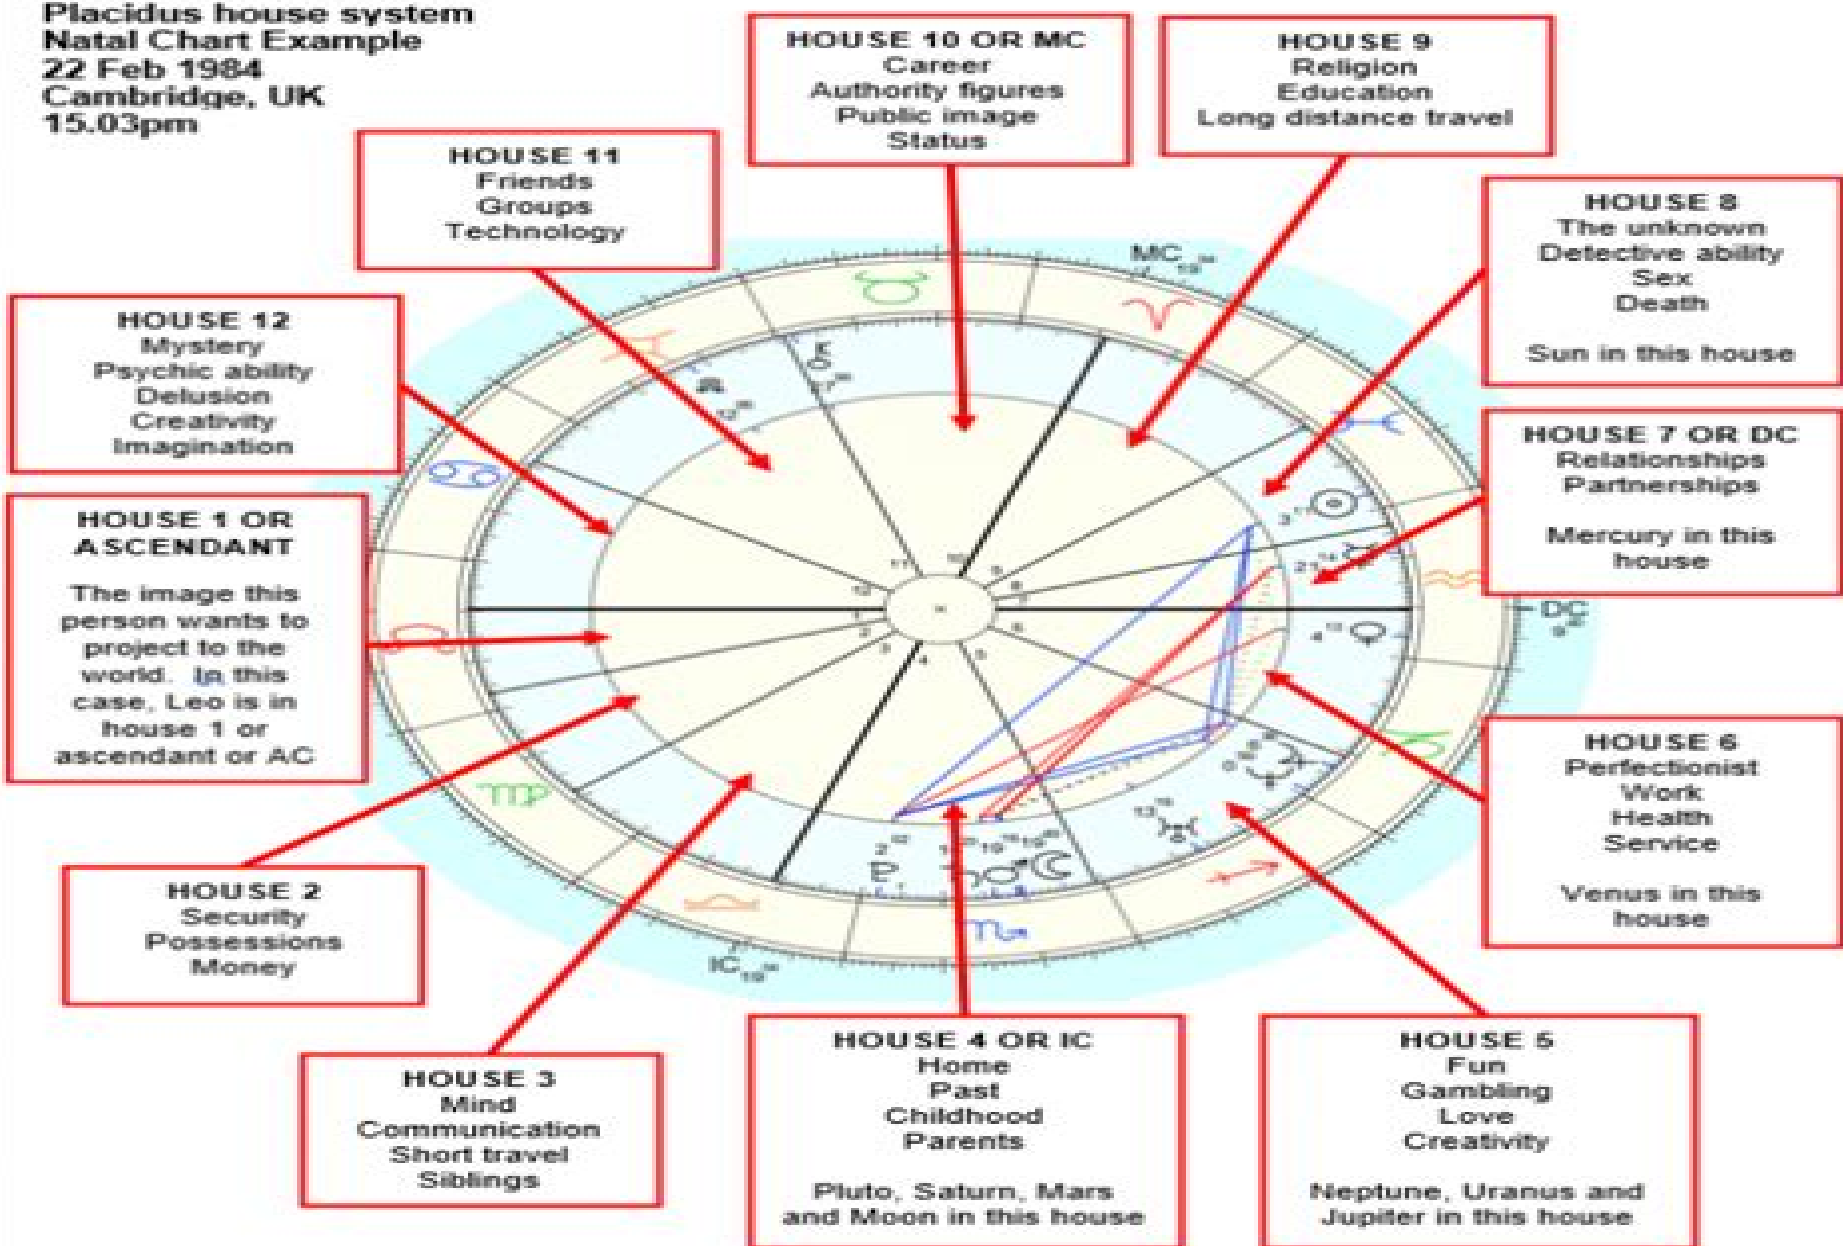 Placidus house system
Natal Chart Example
22 Feb 1984
Cambridge, UK
15.03pm
HOUSE 10 OR MC
Career
Authority figures
Public image
Status
HOUSE 9
Religion
Education
Long distance travel
HOUSE 11
Friends
Groups
Technology
HOUSE 8
The unknown
Detective ability
Sex
Death
Sun in this house
HOUSE 12
Mystery
Psychic ability
Delusion
Creativity
Imagination
HOUSE 7 OR DC
Relationships
Partnerships
Mercury in this
house
HOUSE 1 OR
ASCENDANT
The image this
person wants to
project to the
world. In this
case, Leo is in
house 1 or
ascendant or AC
HOUSE 6
Perfectionist
Work
Health
Service
Venus in this
house
HOUSE 2
Security
Possessions
Money
HOUSE 3
Mind
Communication
Short travel
Siblings
HOUSE 4 OR IC
Home
Past
Childhood
Parents
Pluto, Saturn, Mars
and Moon in this house
HOUSE 5
Fun
Gambling
Love
Creativity
Neptune, Uranus and
Jupiter in this house
MC
DC
IC